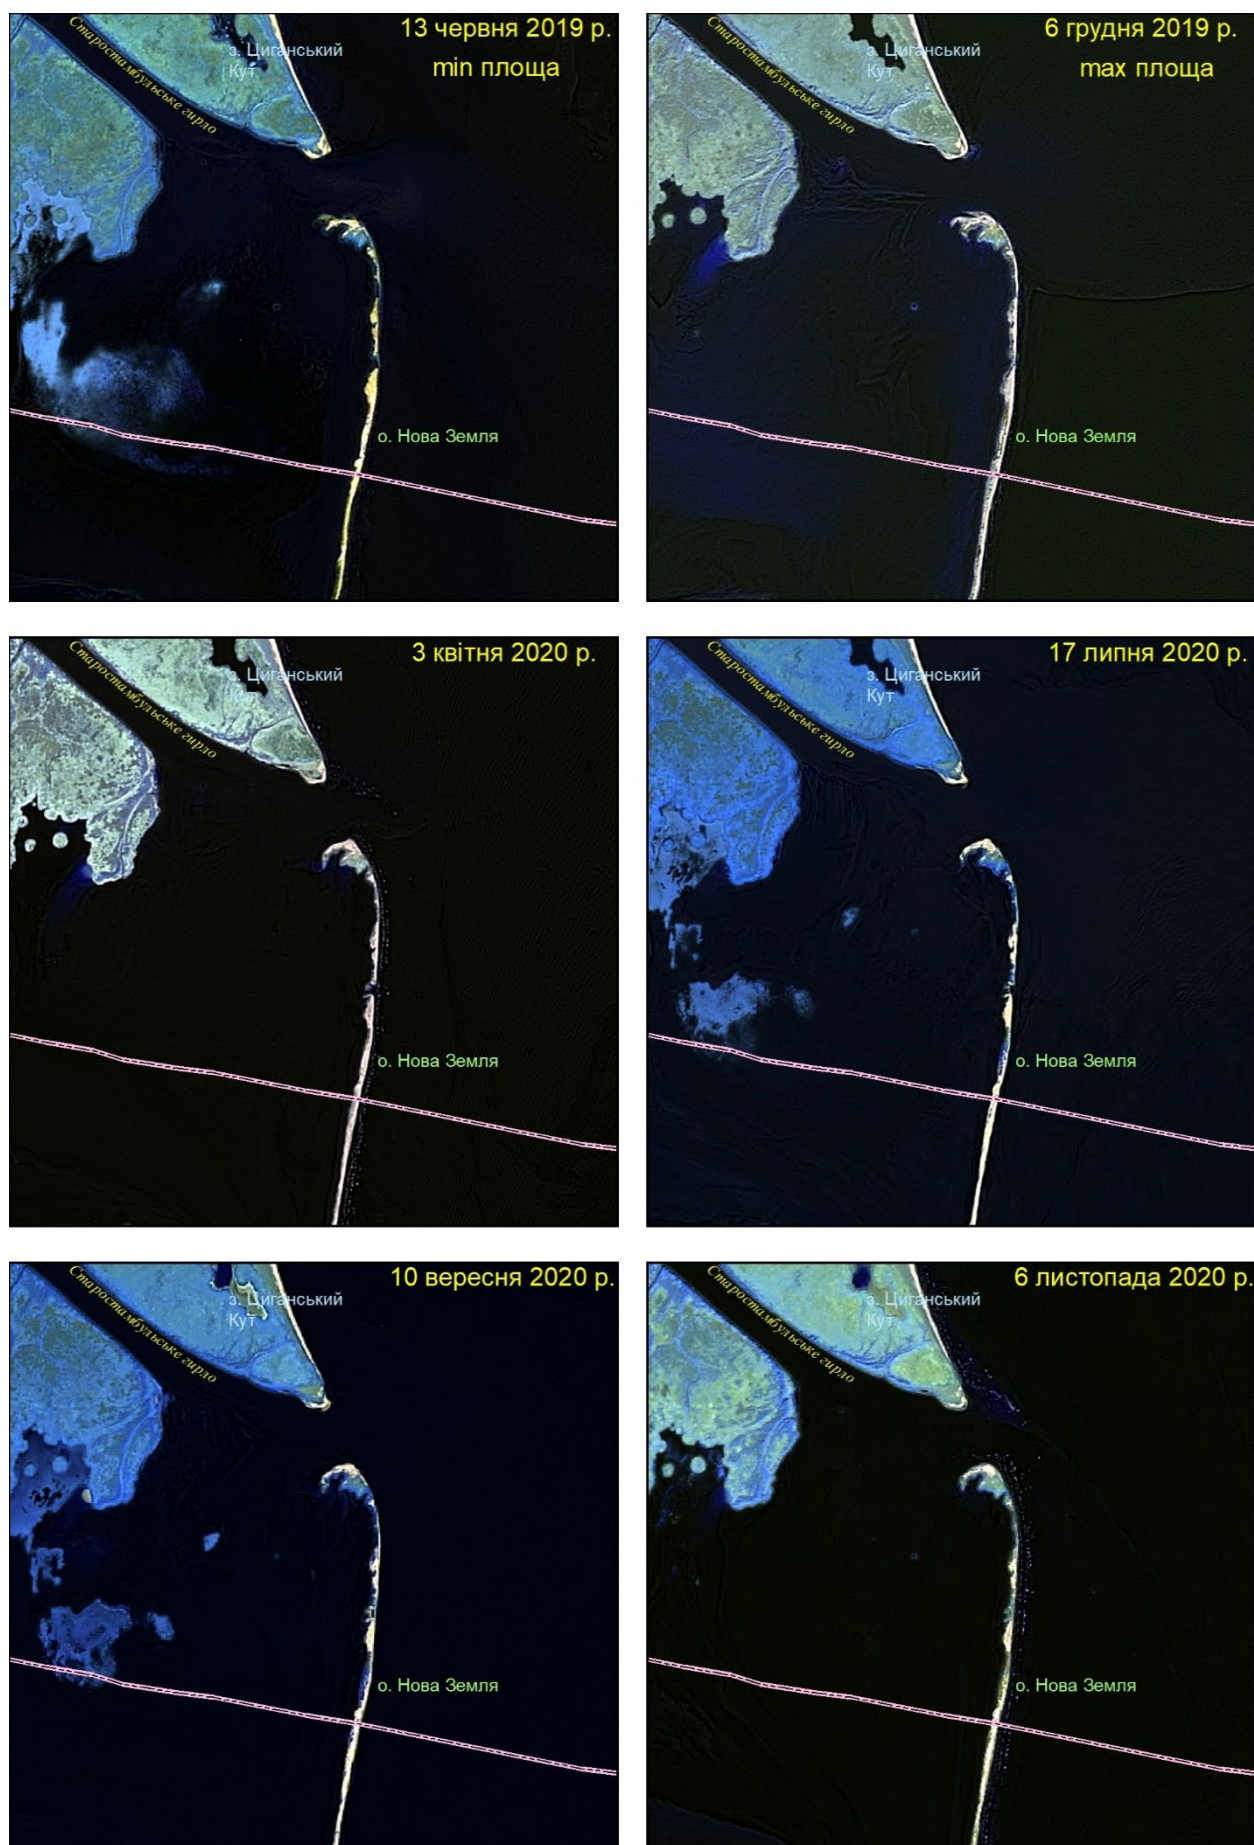 13 червня 2019 р.
min площа
з. Циганський
Кут
Старостамбульське гирло
о. Нова Земля
6 грудня 2019 р.
max площа
з. Циганський
Кут
Старостамбульське гирло
о. Нова Земля
3 квітня 2020 р.
з. Циганський
Кут
Старостамбульське гирло
о. Нова Земля
17 липня 2020 р.
з. Циганський
Кут
Старостамбульське гирло
о. Нова Земля
10 вересня 2020 р.
з. Циганський
Кут
Старостамбульське гирло
о. Нова Земля
6 листопада 2020 р.
з. Циганський
Кут
Старостамбульське гирло
о. Нова Земля